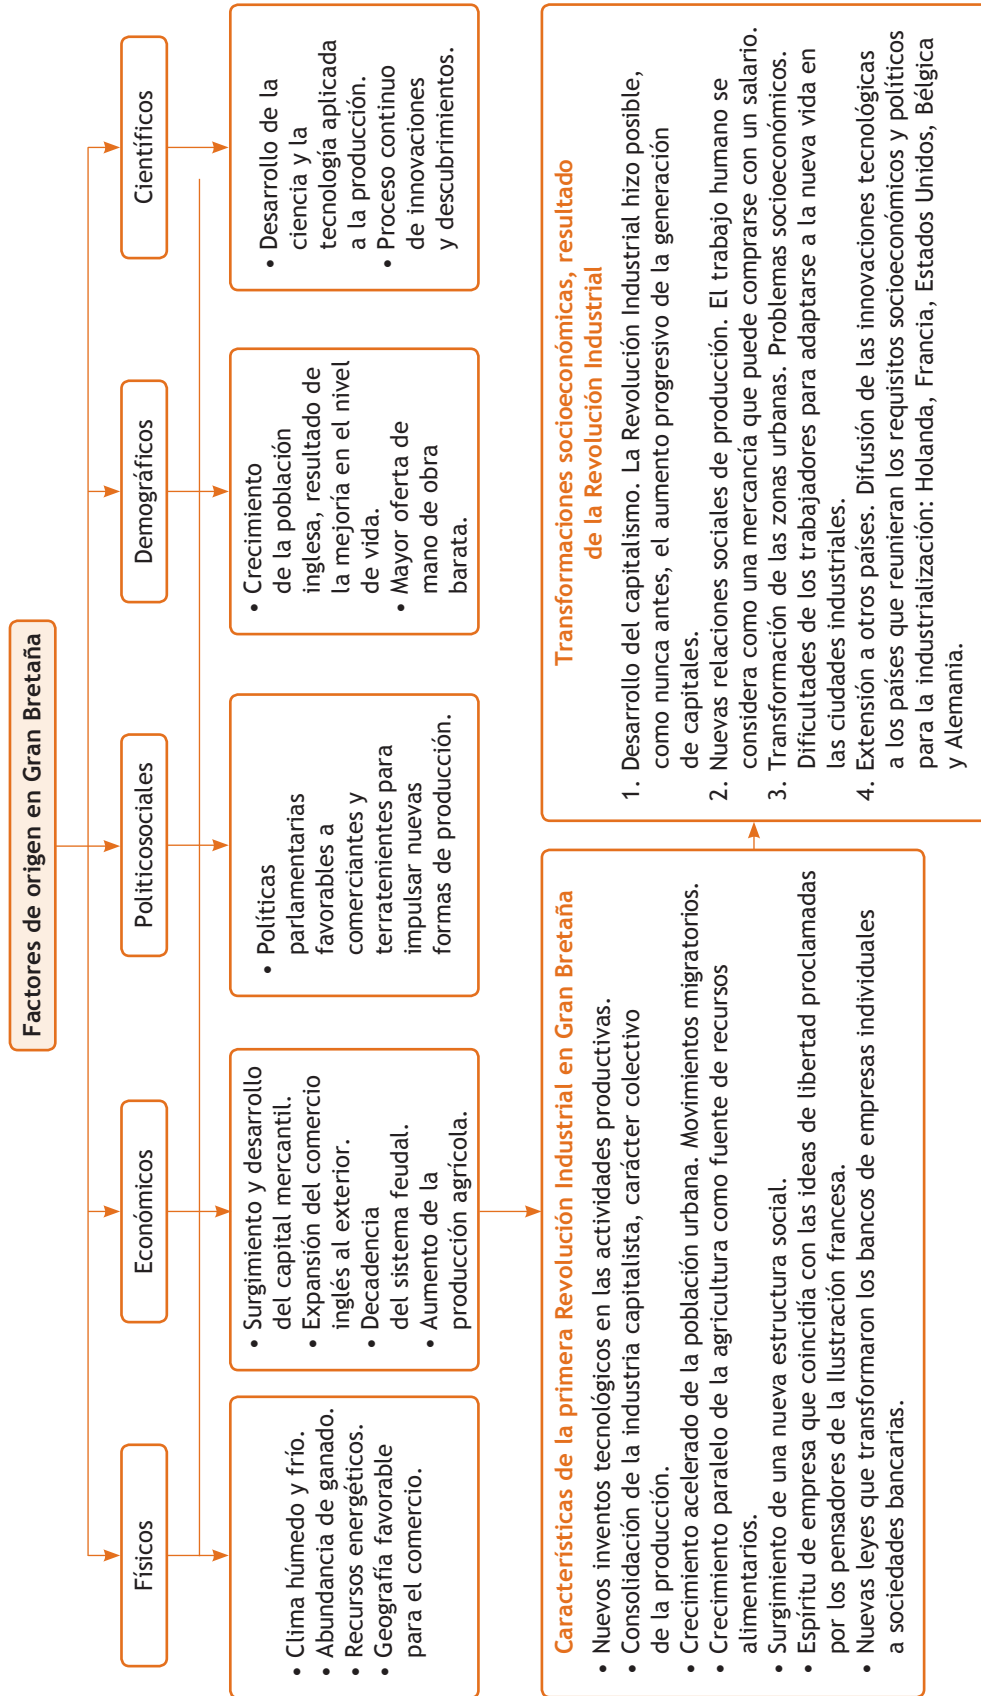 Factores de origen en Gran Bretaña
Físicos
Económicos
Politicosociales
Demográficos
Científicos
• Clima húmedo y frío.
• Abundancia de ganado.
• Recursos energéticos.
• Geografía favorable
para el comercio.
• Surgimiento y desarrollo
del capital mercantil.
• Expansión del comercio
inglés al exterior.
• Decadencia
del sistema feudal.
• Aumento de la
producción agrícola.
• Políticas
parlamentarias
favorables a
comerciantes y
terratenientes para
impulsar nuevas
formas de producción.
• Crecimiento
de la población
inglesa, resultado de
la mejoría en el nivel
de vida.
• Mayor oferta de
mano de obra
barata.
• Desarrollo de la
ciencia y la
tecnología aplicada
a la producción.
• Proceso continuo
de innovaciones
y descubrimientos.
Características de la primera Revolución Industrial en Gran Bretaña
• Nuevos inventos tecnológicos en las actividades productivas.
• Consolidación de la industria capitalista, carácter colectivo
de la producción.
• Crecimiento acelerado de la población urbana. Movimientos migratorios.
• Crecimiento paralelo de la agricultura como fuente de recursos
alimentarios.
• Surgimiento de una nueva estructura social.
• Espíritu de empresa que coincidía con las ideas de libertad proclamadas
por los pensadores de la Ilustración francesa.
• Nuevas leyes que transformaron los bancos de empresas individuales
a sociedades bancarias.
Transformaciones socioeconómicas, resultado
de la Revolución Industrial
1. Desarrollo del capitalismo. La Revolución Industrial hizo posible,
como nunca antes, el aumento progresivo de la generación
de capitales.
2. Nuevas relaciones sociales de producción. El trabajo humano se
considera como una mercancía que puede comprarse con un salario.
3. Transformación de las zonas urbanas. Problemas socioeconómicos.
Dificultades de los trabajadores para adaptarse a la nueva vida en
las ciudades industriales.
4. Extensión a otros países. Difusión de las innovaciones tecnológicas
a los países que reunieran los requisitos socioeconómicos y políticos
para la industrialización: Holanda, Francia, Estados Unidos, Bélgica
y Alemania.